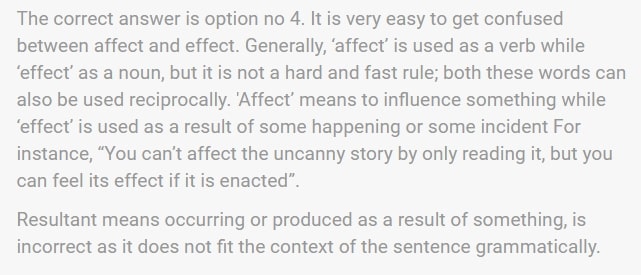 The correct answer is option no 4. It is very easy to get confused
between affect and effect. Generally, ‘affect’ is used as a verb while
‘effect’ as a noun, but it is not a hard and fast rule; both these words can
also be used reciprocally. 'Affect’ means to influence something while
‘effect’ is used as a result of some happening or some incident For
instance, “You can’t affect the uncanny story by only reading it, but you
can feel its effect if it is enacted”.
Resultant means occurring or produced as a result of something, is
incorrect as it does not fit the context of the sentence grammatically.